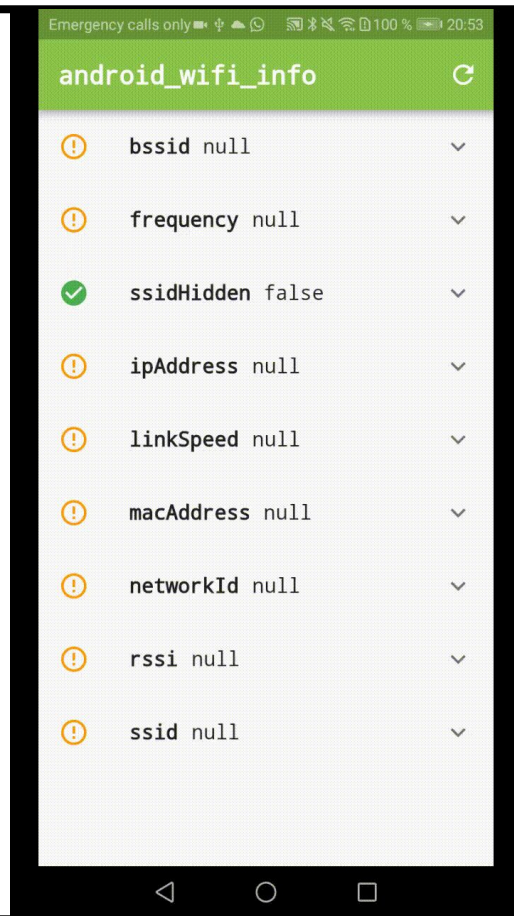 Emergency calls only 100 % 20:53
android_wifi_info
bssid null
frequency null
ssidHidden false
ipAddress null
linkSpeed null
macAddress null
networkId null
rssi null
ssid null